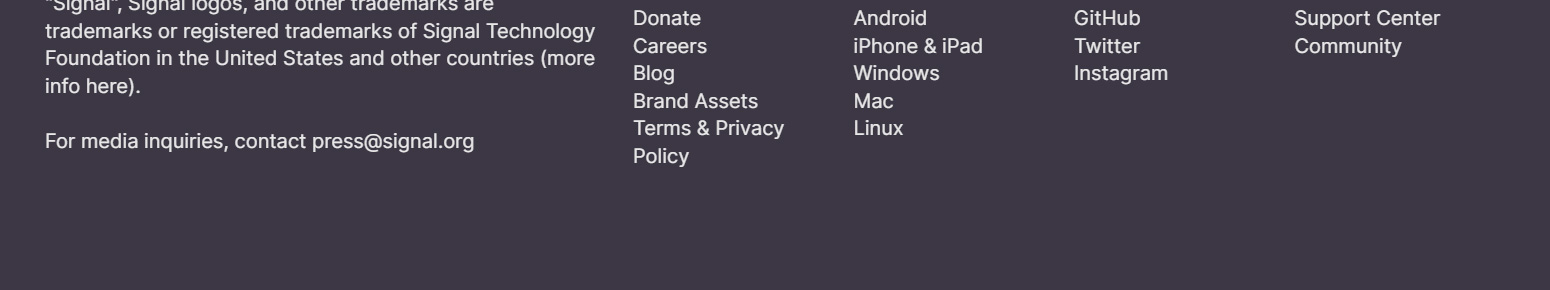 "Signal", Signal logos, and other trademarks are
trademarks or registered trademarks of Signal Technology
Foundation in the United States and other countries (more
info here).
For media inquiries, contact press@signal.org
Donate
Careers
Blog
Brand Assets
Terms & Privacy
Policy
Android
iPhone & iPad
Windows
Mac
Linux
GitHub
Twitter
Instagram
Support Center
Community